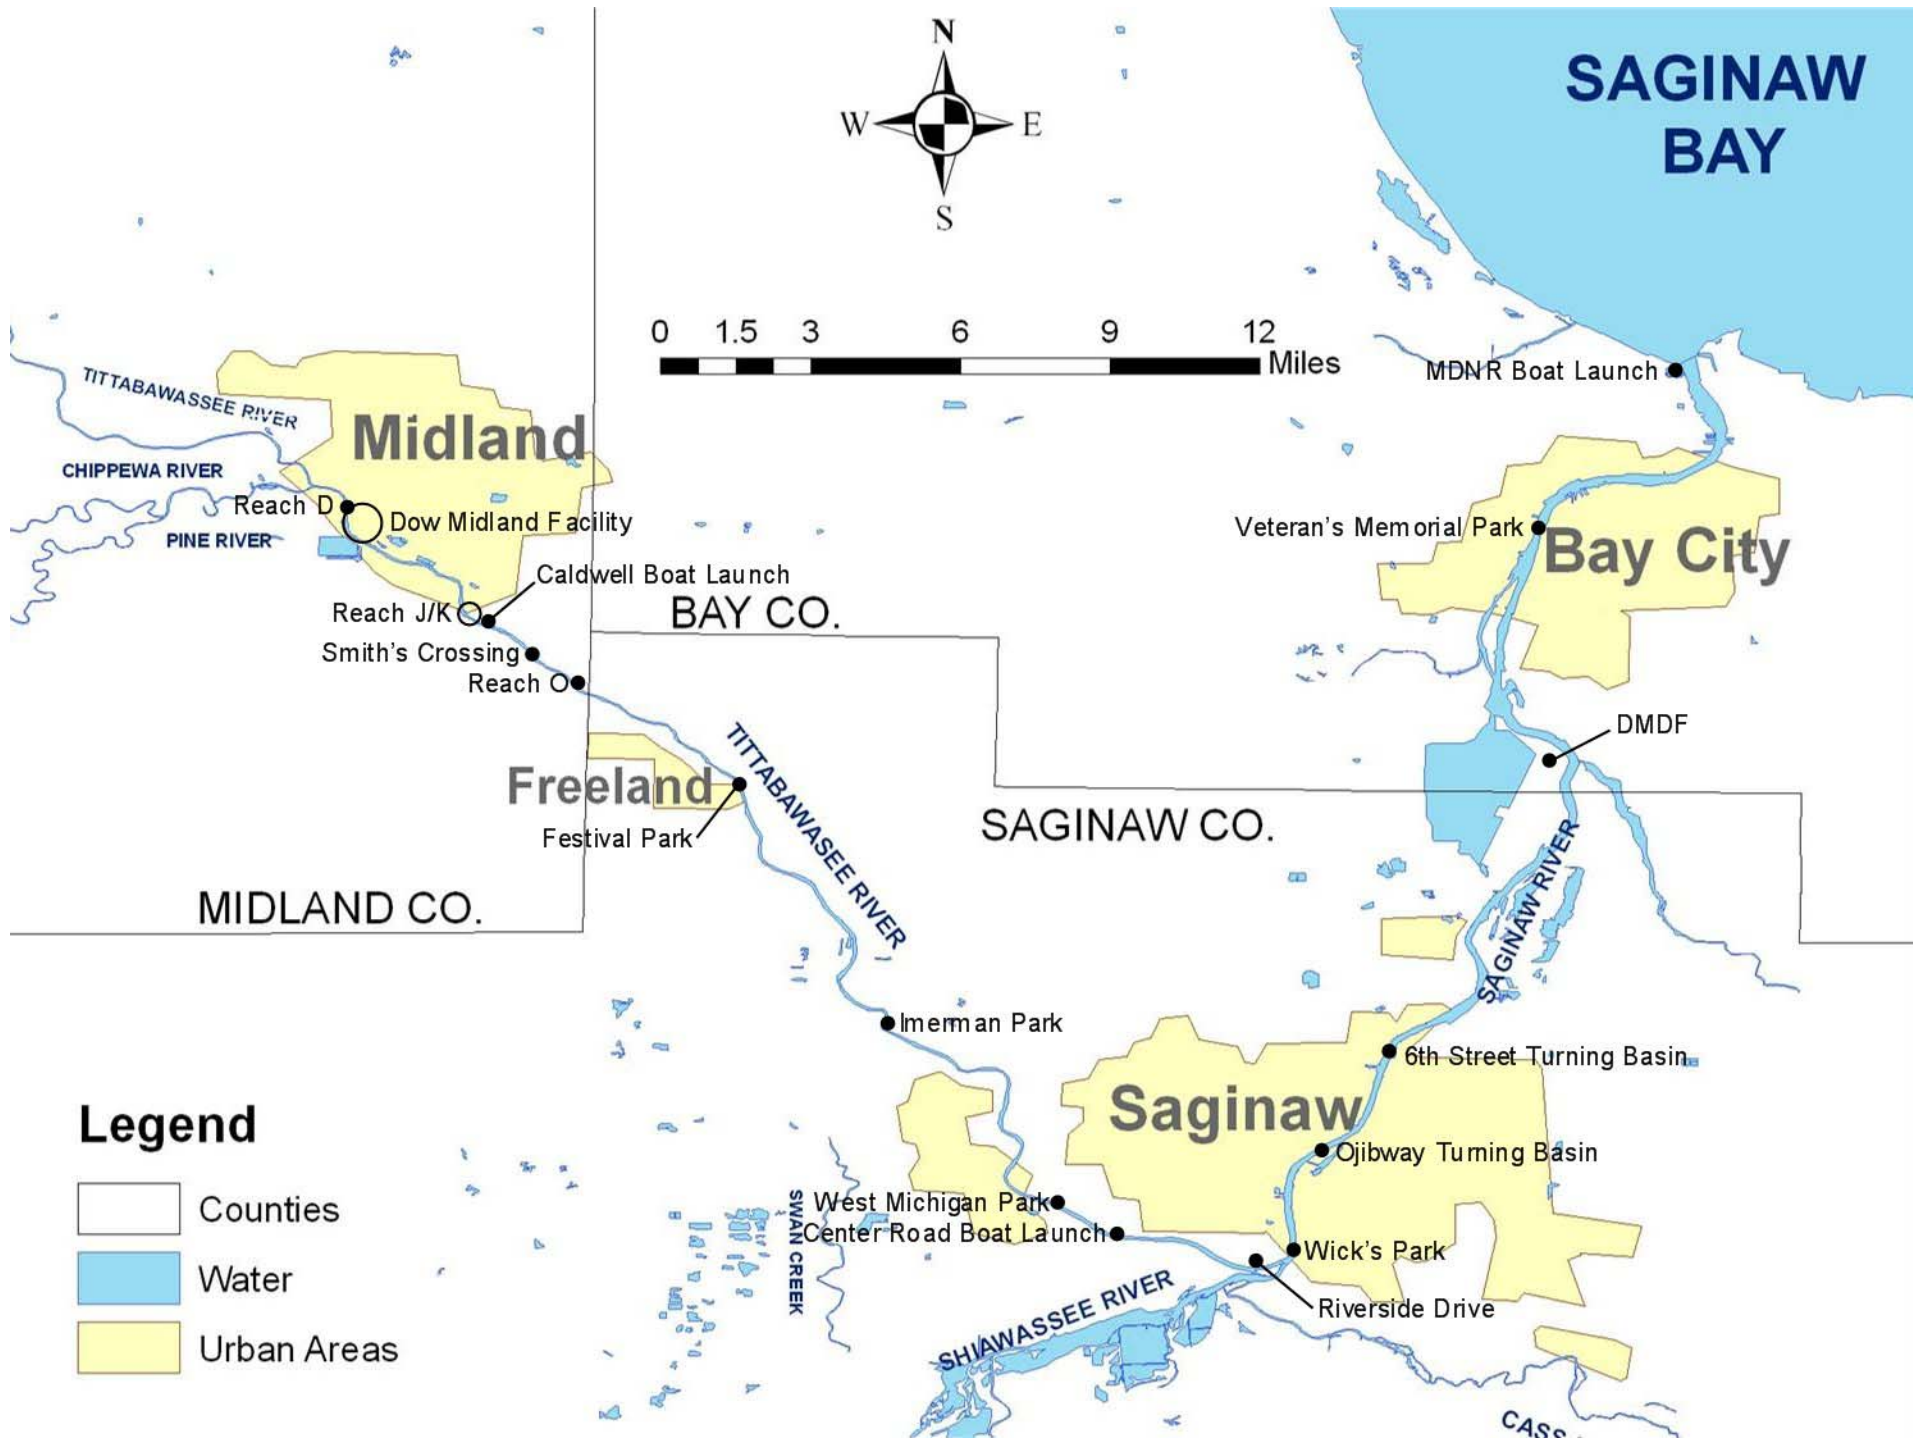 N
W
E
S
SAGINAW
BAY
0 1.5 3 6 9 12
Miles
MDNR Boat Launch
TITTABAWASSEE RIVER
Midland
CHIPPEWA RIVER
Reach D
Dow Midland Facility
PINE RIVER
Veteran's Memorial Park
Bay City
Caldwell Boat Launch
Reach J/K
BAY CO.
Smith's Crossing
Reach O
DMDF
TITTABAWASEE RIVER
Freeland
Festival Park
SAGINAW CO.
SAGINAW RIVER
MIDLAND CO.
Imerman Park
6th Street Turning Basin
Saginaw
Ojibway Turning Basin
West Michigan Park
Center Road Boat Launch
SWAN CREEK
Wick's Park
Riverside Drive
SHIAWASSEE RIVER
CASS
Legend
Counties
Water
Urban Areas